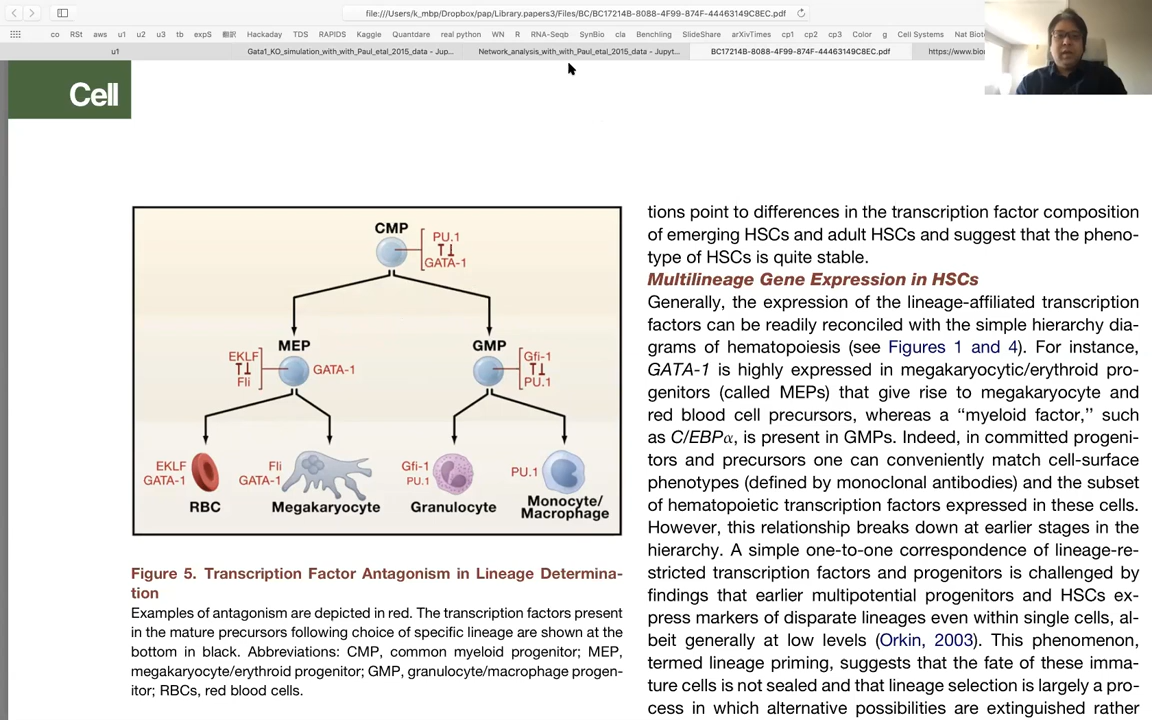 file:///Users/k_mbp/Dropbox/pap/Library.papers3/Files/BC/BC17214B-8088-4F99-874F-44463149C8EC.pdf
co RSt aws u1 u2 u3 tb expS 翻訳 Hackaday TDS RAPIDS Kaggle Quantdare real python WN R RNA-Seqb SynBio cla Benchling SlideShare arXivTimes cp1 cp2 cp3 Color g Cell Systems Nat Biot
u1 Gata1_KO_simulation_with_with_Paul_etal_2015_data - Jup... Network_analysis_with_with_Paul_etal_2015_data - Jupyt... BC17214B-8088-4F99-874F-44463149C8EC.pdf https://www.bior
Cell
CMP
PU.1
GATA-1
MEP
EKLF
Fli
GATA-1
GMP
Gfi-1
PU.1
EKLF
GATA-1
RBC
Fli
GATA-1
Megakaryocyte
Gfi-1
PU.1
Granulocyte
PU.1
Monocyte/
Macrophage
Figure 5. Transcription Factor Antagonism in Lineage Determina-
tion
Examples of antagonism are depicted in red. The transcription factors present
in the mature precursors following choice of specific lineage are shown at the
bottom in black. Abbreviations: CMP, common myeloid progenitor; MEP,
megakaryocyte/erythroid progenitor; GMP, granulocyte/macrophage progen-
itor; RBCs, red blood cells.
tions point to differences in the transcription factor composition
of emerging HSCs and adult HSCs and suggest that the pheno-
type of HSCs is quite stable.
Multilineage Gene Expression in HSCs
Generally, the expression of the lineage-affiliated transcription
factors can be readily reconciled with the simple hierarchy dia-
grams of hematopoiesis (see Figures 1 and 4). For instance,
GATA-1 is highly expressed in megakaryocytic/erythroid pro-
genitors (called MEPs) that give rise to megakaryocyte and
red blood cell precursors, whereas a “myeloid factor,” such
as C/EBPα, is present in GMPs. Indeed, in committed progeni-
tors and precursors one can conveniently match cell-surface
phenotypes (defined by monoclonal antibodies) and the subset
of hematopoietic transcription factors expressed in these cells.
However, this relationship breaks down at earlier stages in the
hierarchy. A simple one-to-one correspondence of lineage-re-
stricted transcription factors and progenitors is challenged by
findings that earlier multipotential progenitors and HSCs ex-
press markers of disparate lineages even within single cells, al-
beit generally at low levels (Orkin, 2003). This phenomenon,
termed lineage priming, suggests that the fate of these imma-
ture cells is not sealed and that lineage selection is largely a pro-
cess in which alternative possibilities are extinguished rather